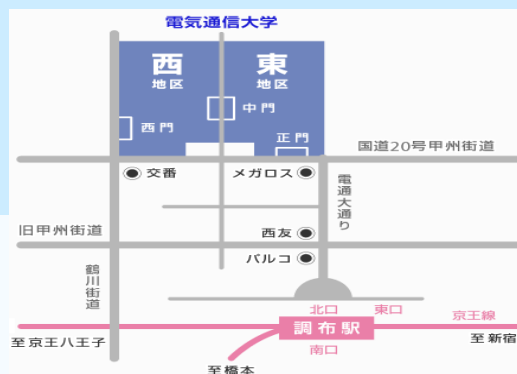 電気通信大学
西
地区
東
地区
中門
西門
正門
国道20号甲州街道
交番
メガロス
電通大通り
旧甲州街道
西友
パルコ
鶴川街道
北口
東口
京王線
調布駅
至京王八王子
至新宿
南口
至橋本